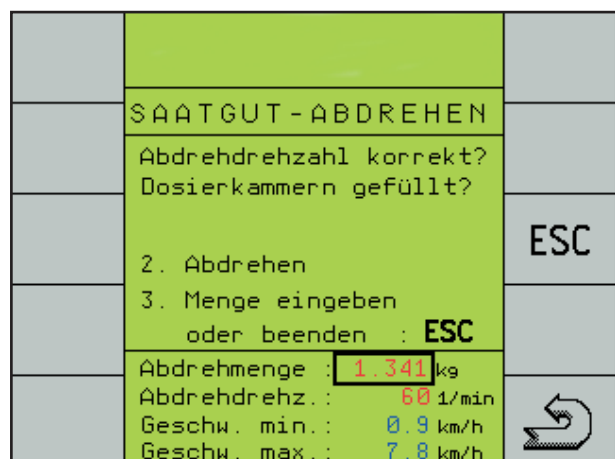 SAATGUT-ABDREHEN
Abdrehdrehzahl korrekt?
Dosierkammern gefüllt?
ESC
2. Abdrehen
3. Menge eingeben
oder beenden : ESC
Abdrehmenge : 1.341 kg
Abdrehdrehz.: 60 1/min
Geschw. min.: 0.9 km/h
Geschw. max.: 7.8 km/h